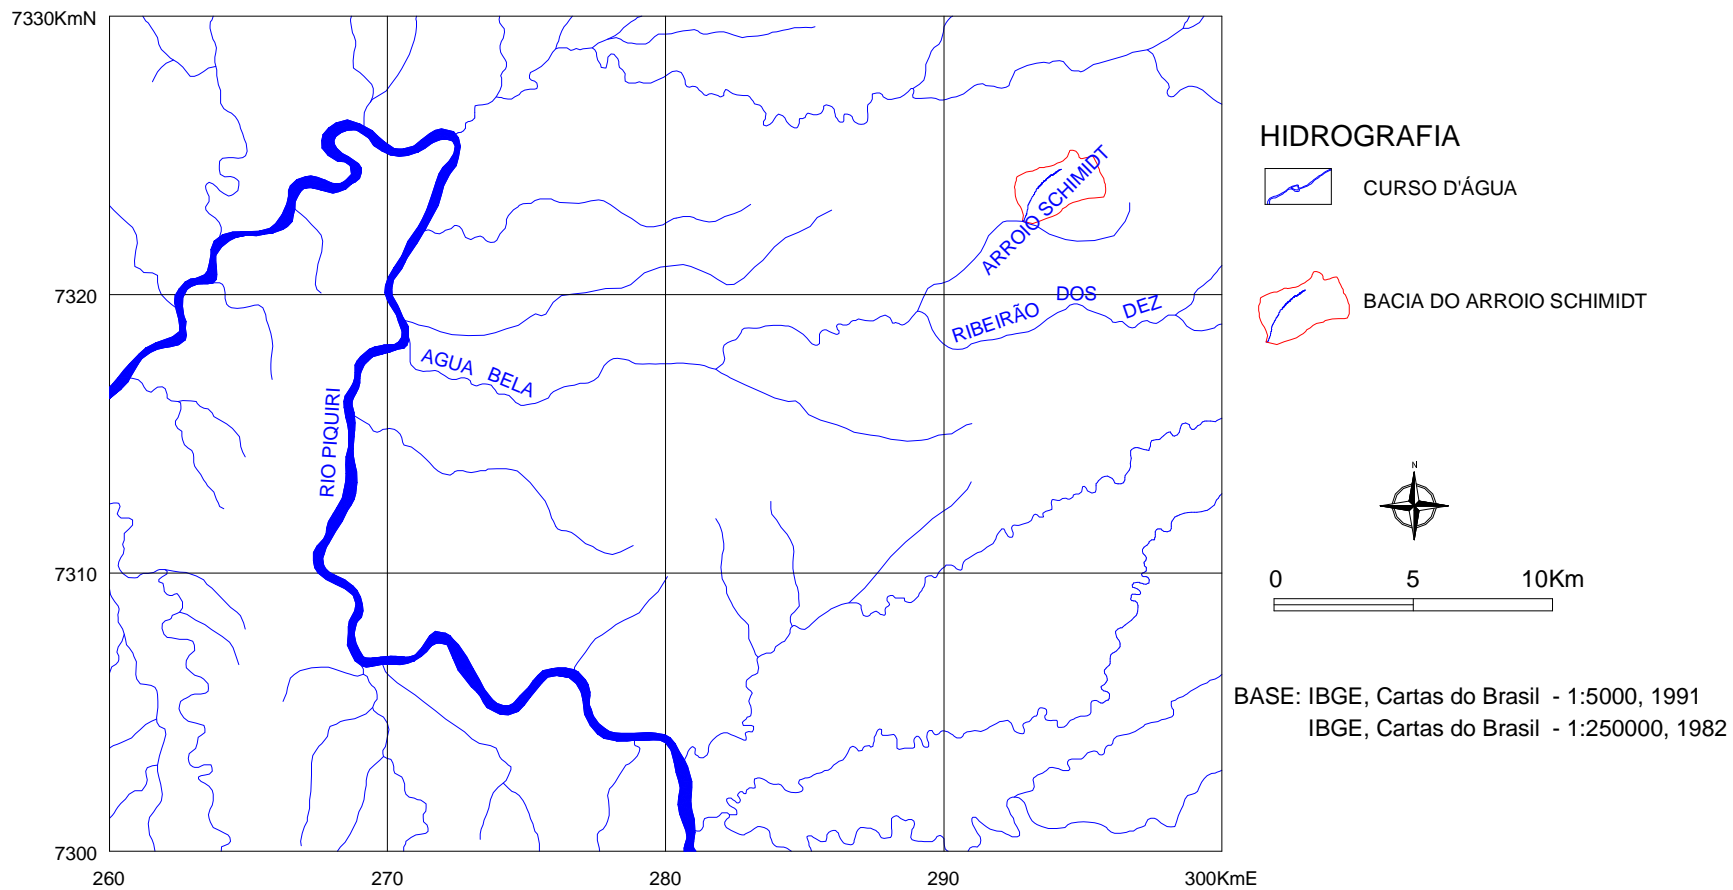 7330KmN
7320
7310
7300
260
270
280
290
300KmE
ARROIO SCHIMIDT
RIBEIRÃO DOS DEZ
AGUA BELA
RIO PIQUIRI
HIDROGRAFIA
CURSO D'ÁGUA
BACIA DO ARROIO SCHIMIDT
N
0 5 10Km
BASE: IBGE, Cartas do Brasil - 1:5000, 1991
IBGE, Cartas do Brasil - 1:250000, 1982